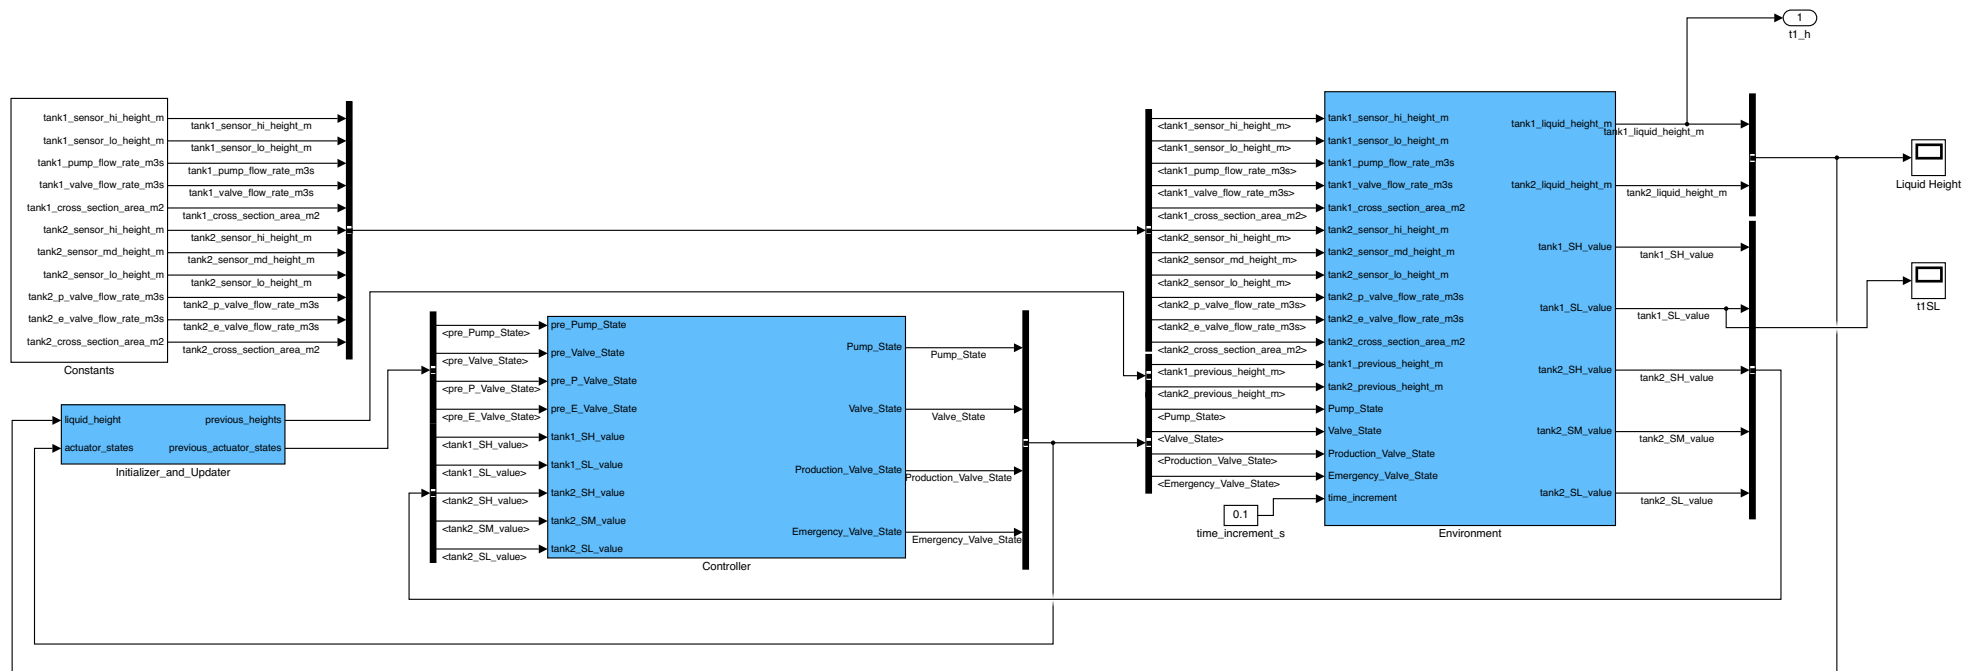 1
t1_h
tank1_sensor_hi_height_m
tank1_sensor_lo_height_m
tank1_pump_flow_rate_m3s
tank1_valve_flow_rate_m3s
tank1_cross_section_area_m2
tank2_sensor_hi_height_m
tank2_sensor_md_height_m
tank2_sensor_lo_height_m
tank2_p_valve_flow_rate_m3s
tank2_e_valve_flow_rate_m3s
tank2_cross_section_area_m2
Constants
tank1_sensor_hi_height_m
tank1_sensor_lo_height_m
tank1_pump_flow_rate_m3s
tank1_valve_flow_rate_m3s
tank1_cross_section_area_m2
tank2_sensor_hi_height_m
tank2_sensor_md_height_m
tank2_sensor_lo_height_m
tank2_p_valve_flow_rate_m3s
tank2_e_valve_flow_rate_m3s
tank2_cross_section_area_m2
liquid_height
actuator_states
previous_heights
previous_actuator_states
Initializer_and_Updater
<pre_Pump_State>
<pre_Valve_State>
<pre_P_Valve_State>
<pre_E_Valve_State>
<tank1_SH_value>
<tank1_SL_value>
<tank2_SH_value>
<tank2_SM_value>
<tank2_SL_value>
pre_Pump_State
pre_Valve_State
pre_P_Valve_State
pre_E_Valve_State
tank1_SH_value
tank1_SL_value
tank2_SH_value
tank2_SM_value
tank2_SL_value
Pump_State
Valve_State
Production_Valve_State
Emergency_Valve_State
Controller
Pump_State
Valve_State
Production_Valve_State
Emergency_Valve_State
<tank1_sensor_hi_height_m>
<tank1_sensor_lo_height_m>
<tank1_pump_flow_rate_m3s>
<tank1_valve_flow_rate_m3s>
<tank1_cross_section_area_m2>
<tank2_sensor_hi_height_m>
<tank2_sensor_md_height_m>
<tank2_sensor_lo_height_m>
<tank2_p_valve_flow_rate_m3s>
<tank2_e_valve_flow_rate_m3s>
<tank2_cross_section_area_m2>
<tank1_previous_height_m>
<tank2_previous_height_m>
<Pump_State>
<Valve_State>
<Production_Valve_State>
<Emergency_Valve_State>
0.1
time_increment_s
tank1_sensor_hi_height_m
tank1_sensor_lo_height_m
tank1_pump_flow_rate_m3s
tank1_valve_flow_rate_m3s
tank1_cross_section_area_m2
tank2_sensor_hi_height_m
tank2_sensor_md_height_m
tank2_sensor_lo_height_m
tank2_p_valve_flow_rate_m3s
tank2_e_valve_flow_rate_m3s
tank2_cross_section_area_m2
tank1_previous_height_m
tank2_previous_height_m
Pump_State
Valve_State
Production_Valve_State
Emergency_Valve_State
time_increment
tank1_liquid_height_m
tank2_liquid_height_m
tank1_SH_value
tank1_SL_value
tank2_SH_value
tank2_SM_value
tank2_SL_value
Environment
tank1_liquid_height_m
tank2_liquid_height_m
tank1_SH_value
tank1_SL_value
tank2_SH_value
tank2_SM_value
tank2_SL_value
Liquid Height
t1SL